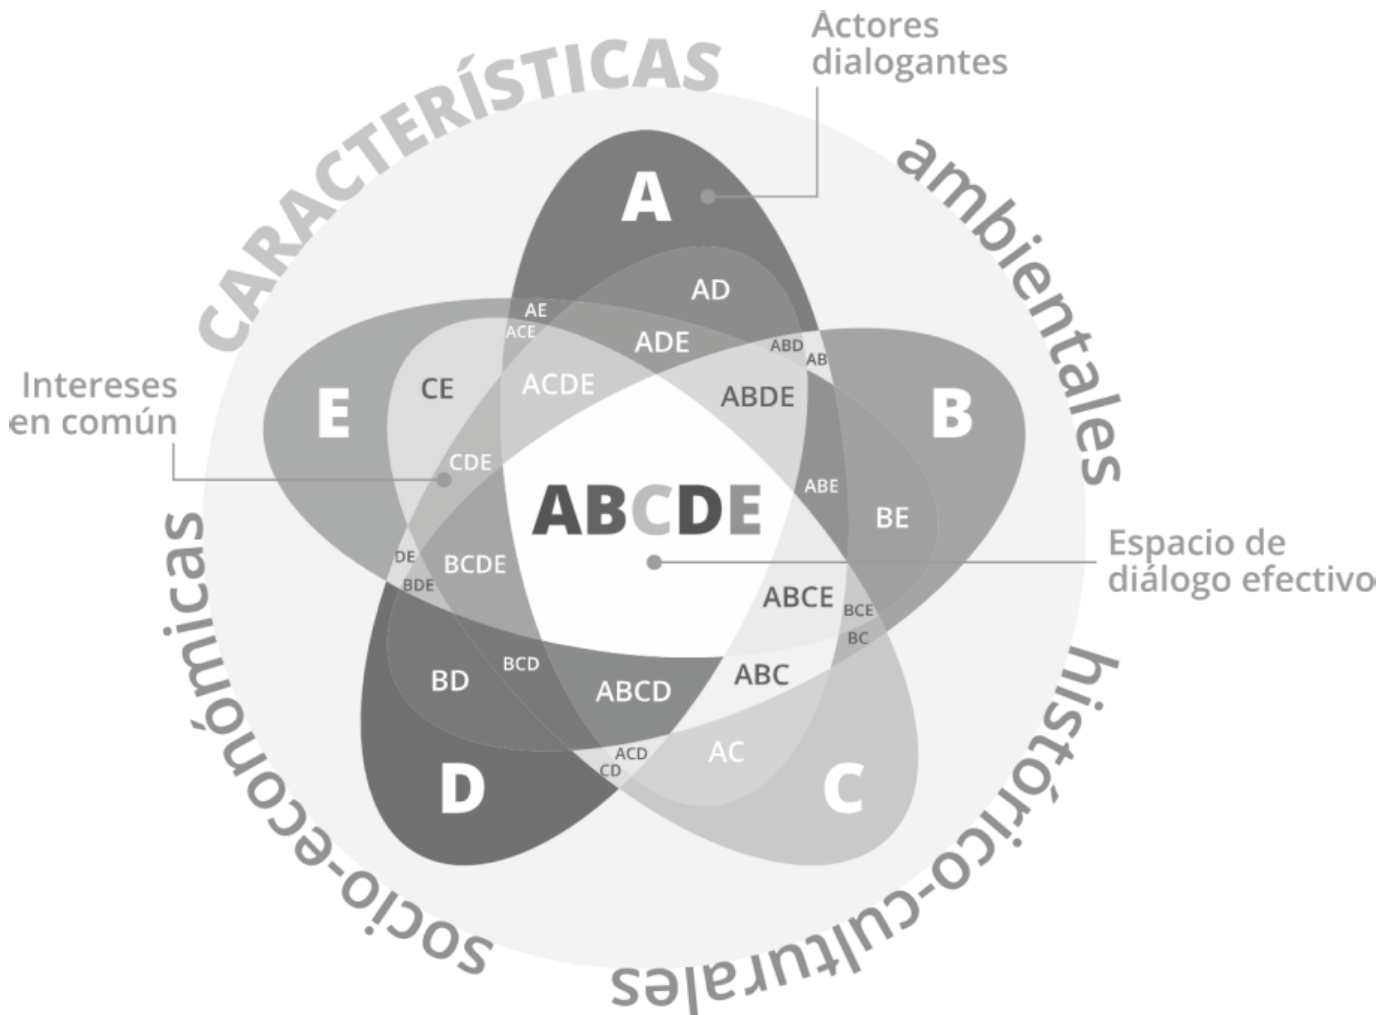 Actores
dialogantes
CARACTERÍSTICAS
ambientales
A
AD
AE
ACE
ADE
ABD
AB
Intereses
en común
E
CE
ACDE
ABDE
B
CDE
ABCDE
ABE
BE
Espacio de
diálogo efectivo
DE
BDE
BCDE
ABCE
BCE
BC
BD
BCD
ABCD
ABC
ACD
CD
AC
D
C
socio-económicas
histórico-culturales